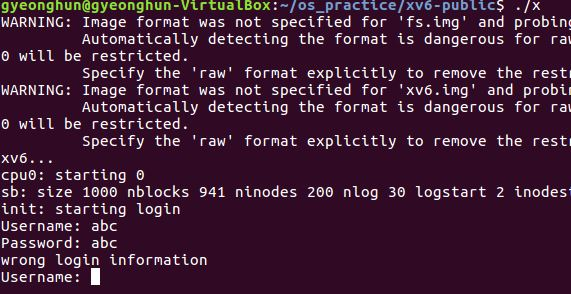 gyeonghun@gyeonghun-VirtualBox:~/os_practice/xv6-public$ ./x
WARNING: Image format was not specified for 'fs.img' and probing
         Automatically detecting the format is dangerous for raw
0 will be restricted.
         Specify the 'raw' format explicitly to remove the restr
WARNING: Image format was not specified for 'xv6.img' and probin
         Automatically detecting the format is dangerous for raw
0 will be restricted.
         Specify the 'raw' format explicitly to remove the restr
xv6...
cpu0: starting 0
sb: size 1000 nblocks 941 ninodes 200 nlog 30 logstart 2 inodest
init: starting login
Username: abc
Password: abc
wrong login information
Username: